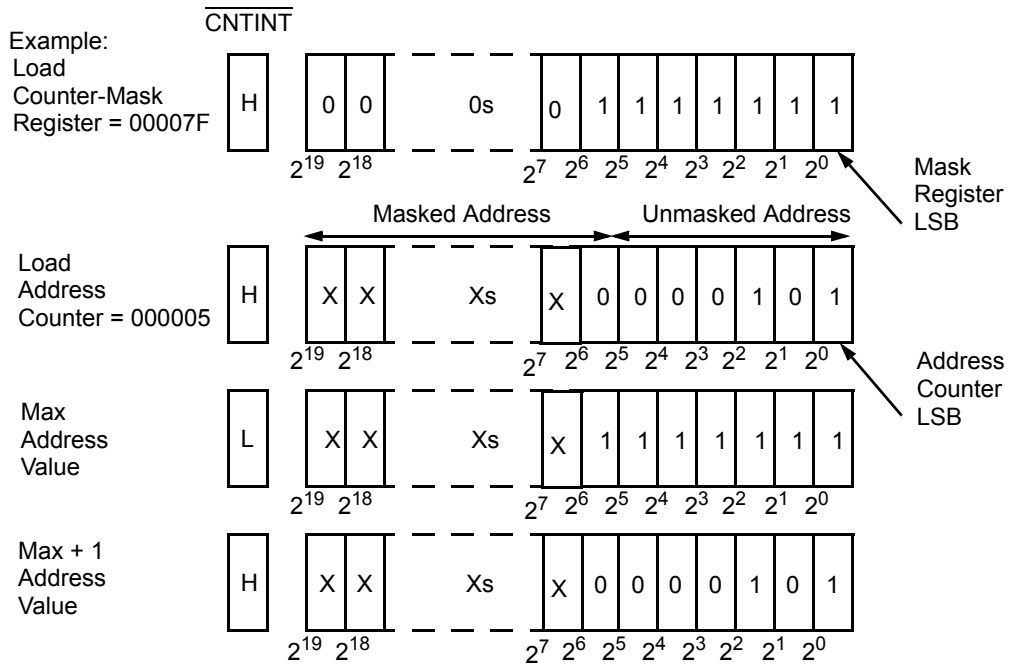 CNTINT
Example:
Load
Counter-Mask
Register = 00007F
H
0 0 0s 0 1 1 1 1 1 1 1
2^19 2^18 2^7 2^6 2^5 2^4 2^3 2^2 2^1 2^0
Mask
Register
LSB
Masked Address Unmasked Address
Load
Address
Counter = 000005
H
X X Xs X 0 0 0 0 1 0 1
2^19 2^18 2^7 2^6 2^5 2^4 2^3 2^2 2^1 2^0
Address
Counter
LSB
Max
Address
Value
L
X X Xs X 1 1 1 1 1 1 1
2^19 2^18 2^7 2^6 2^5 2^4 2^3 2^2 2^1 2^0
Max + 1
Address
Value
H
X X Xs X 0 0 0 0 1 0 1
2^19 2^18 2^7 2^6 2^5 2^4 2^3 2^2 2^1 2^0